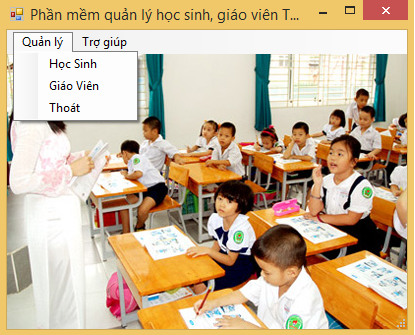 Phần mềm quản lý học sinh, giáo viên T...
Quản lý Trợ giúp
Học Sinh
Giáo Viên
Thoát